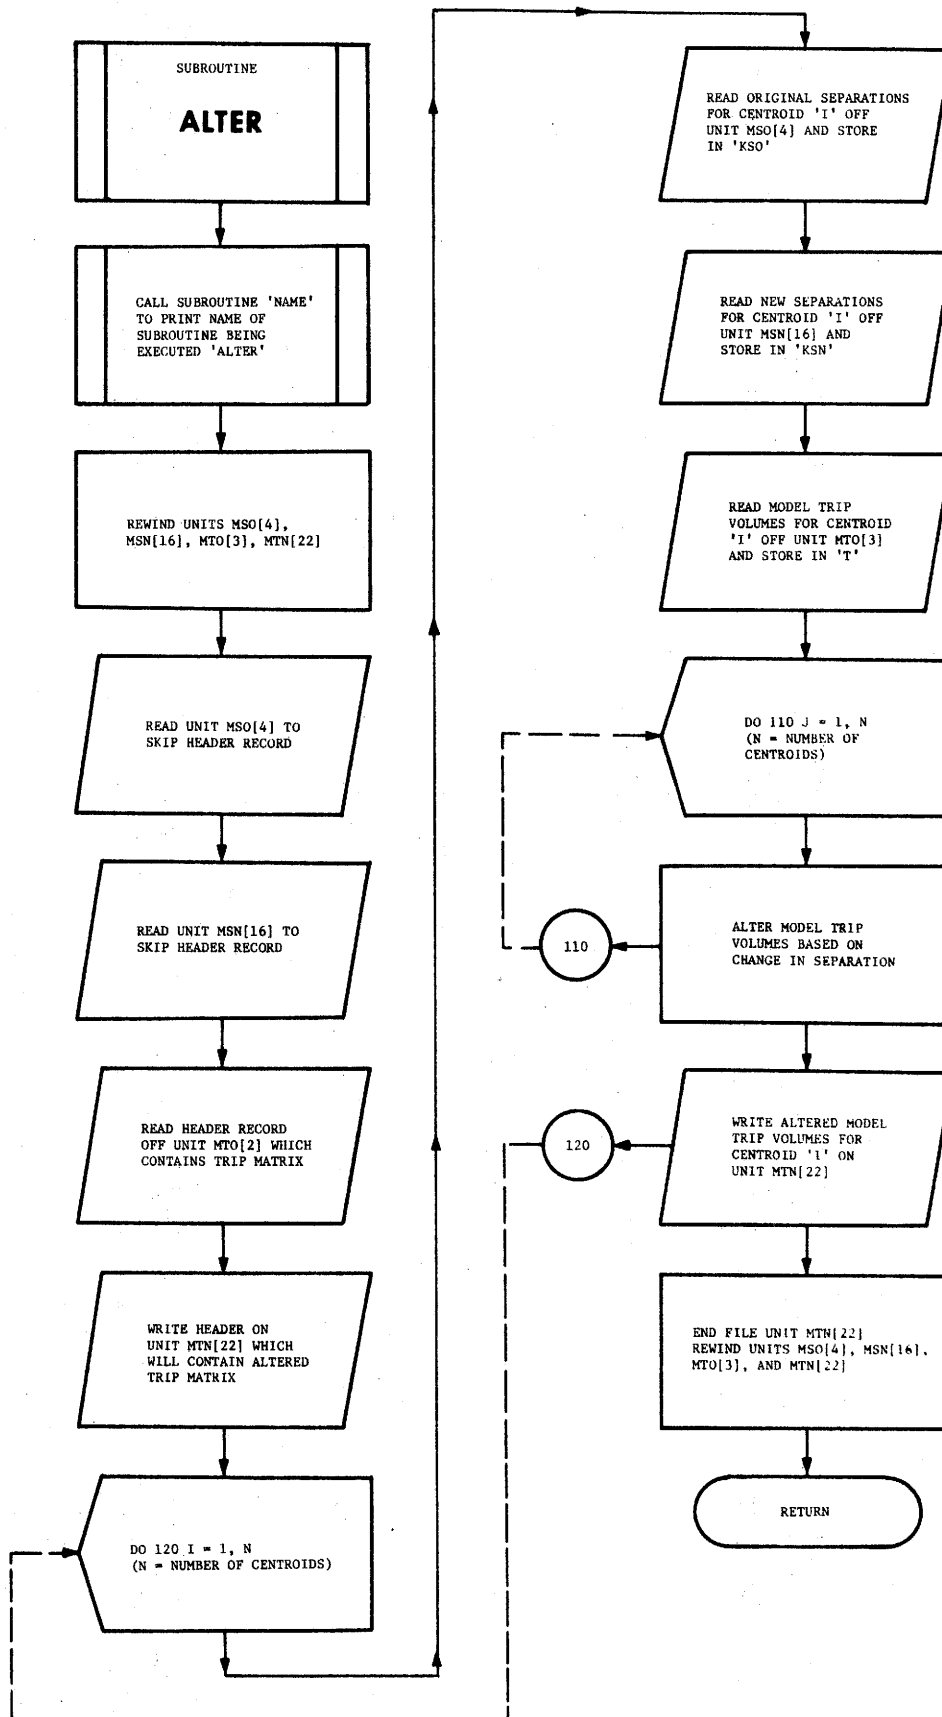 SUBROUTINE
ALTER
CALL SUBROUTINE 'NAME'
TO PRINT NAME OF
SUBROUTINE BEING
EXECUTED 'ALTER'
REWIND UNITS MSO[4],
MSN[16], MTO[3], MTN[22]
READ UNIT MSO[4] TO
SKIP HEADER RECORD
READ UNIT MSN[16] TO
SKIP HEADER RECORD
READ HEADER RECORD
OFF UNIT MTO[2] WHICH
CONTAINS TRIP MATRIX
WRITE HEADER ON
UNIT MTN[22] WHICH
WILL CONTAIN ALTERED
TRIP MATRIX
DO 120 I = 1, N
(N = NUMBER OF CENTROIDS)
READ ORIGINAL SEPARATIONS
FOR CENTROID 'I' OFF
UNIT MSO[4] AND STORE
IN 'KSO'
READ NEW SEPARATIONS
FOR CENTROID 'I' OFF
UNIT MSN[16] AND
STORE IN 'KSN'
READ MODEL TRIP
VOLUMES FOR CENTROID
'I' OFF UNIT MTO[3]
AND STORE IN 'T'
DO 110 J = 1, N
(N = NUMBER OF
CENTROIDS)
ALTER MODEL TRIP
VOLUMES BASED ON
CHANGE IN SEPARATION
110
WRITE ALTERED MODEL
TRIP VOLUMES FOR
CENTROID 'I' ON
UNIT MTN[22]
120
END FILE UNIT MTN[22]
REWIND UNITS MSO[4], MSN[16],
MTO[3], AND MTN[22]
RETURN